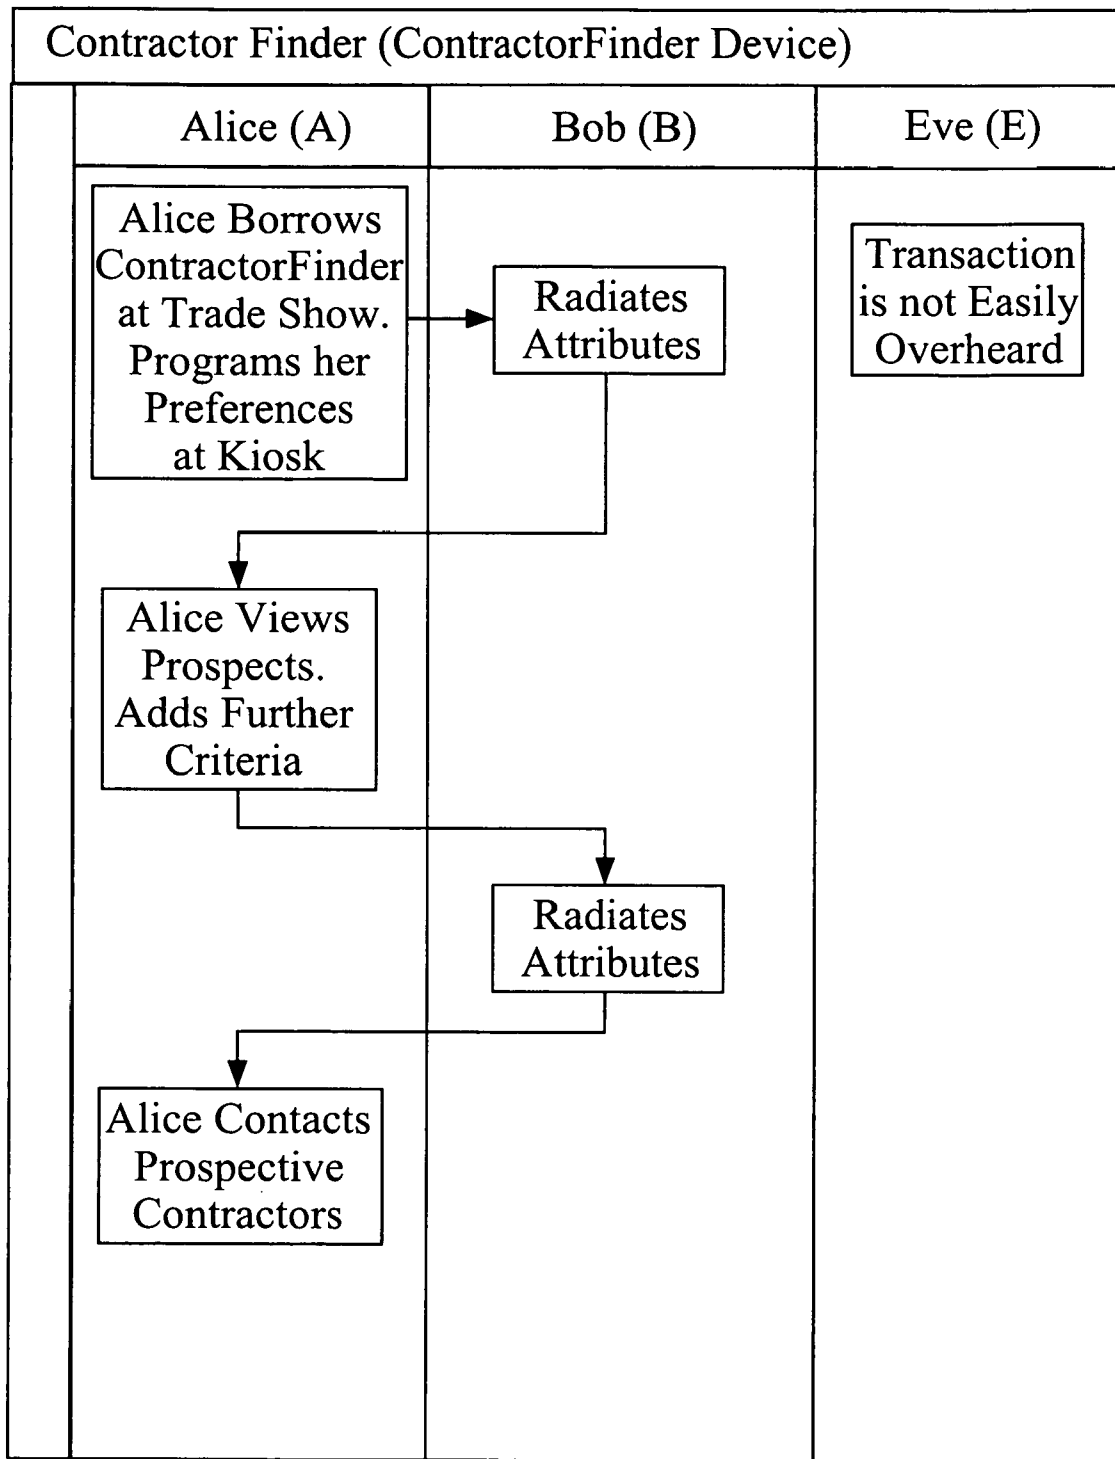 Contractor Finder (ContractorFinder Device)
Alice (A)
Bob (B)
Eve (E)
Alice Borrows
ContractorFinder
at Trade Show.
Programs her
Preferences
at Kiosk
Radiates
Attributes
Transaction
is not Easily
Overheard
Alice Views
Prospects.
Adds Further
Criteria
Radiates
Attributes
Alice Contacts
Prospective
Contractors